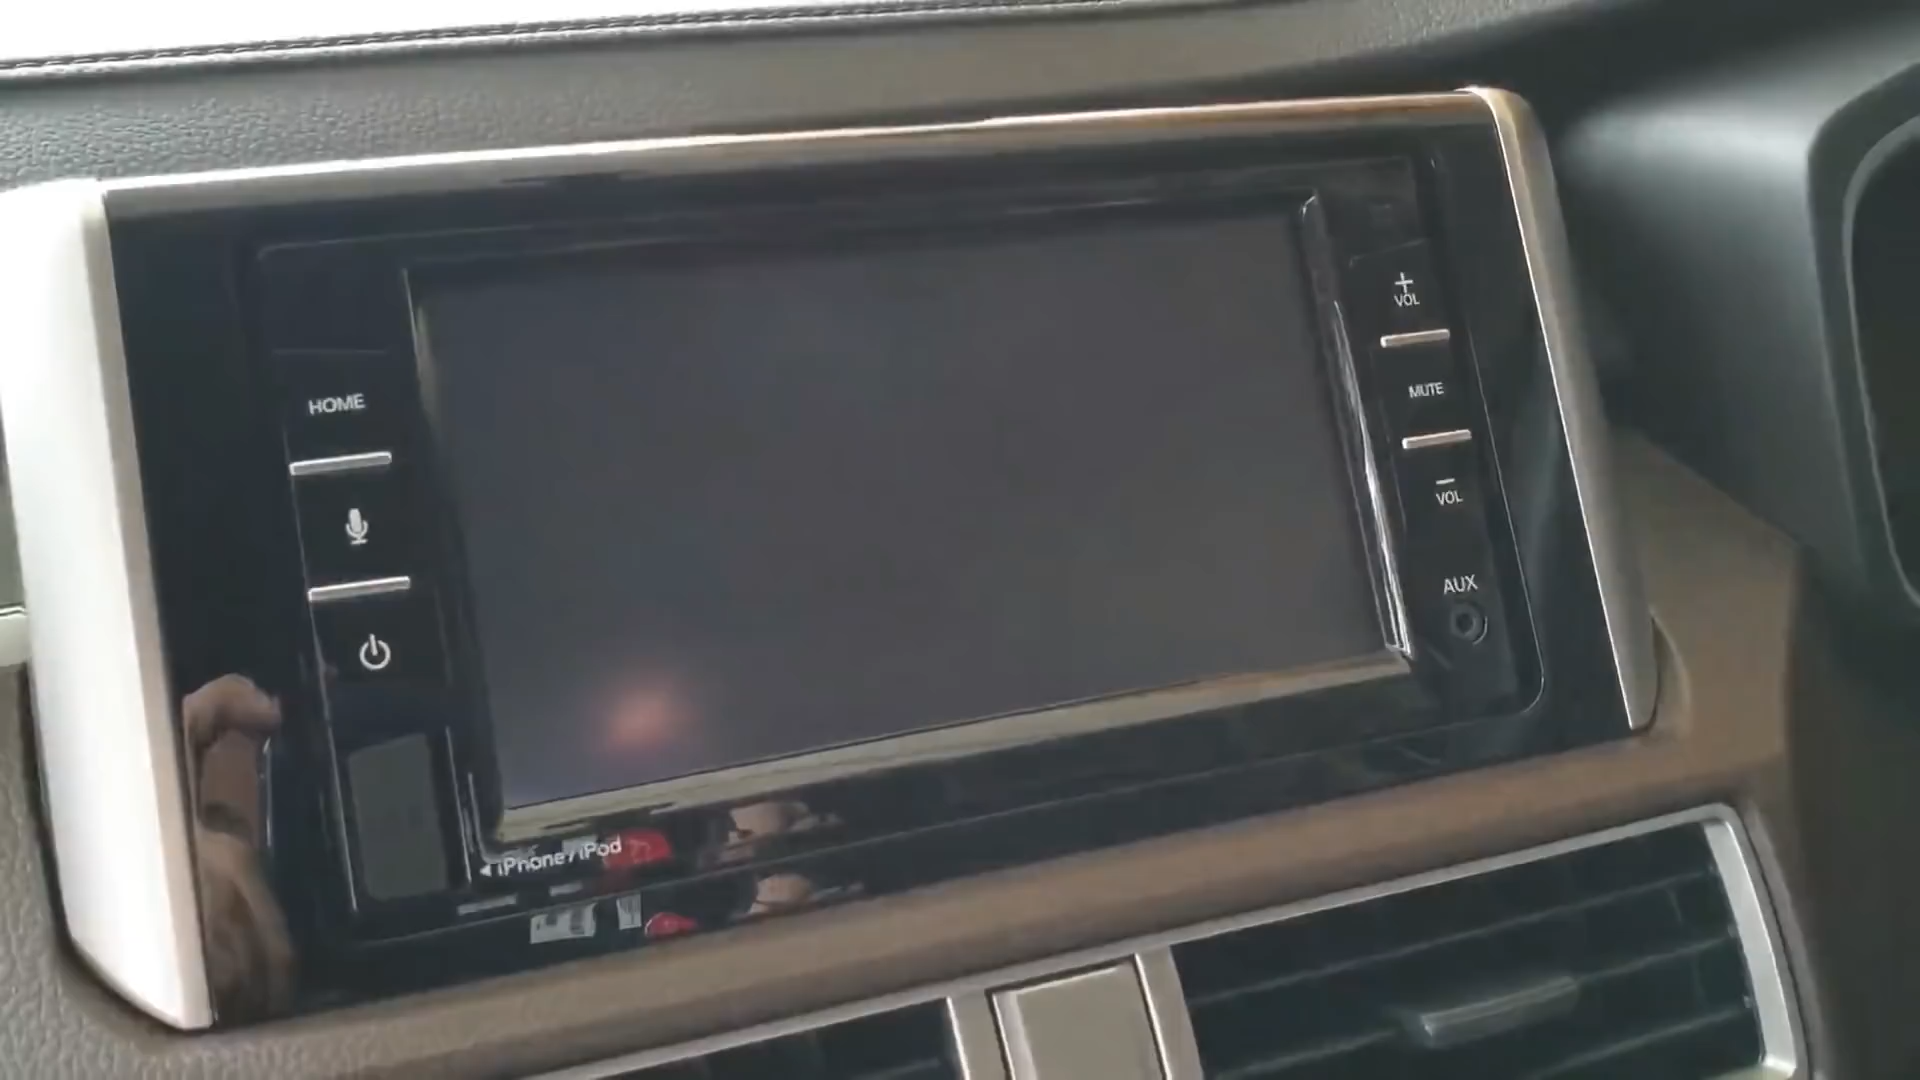 HOME
+
VOL
MUTE
−
VOL
AUX
iPhone / iPod